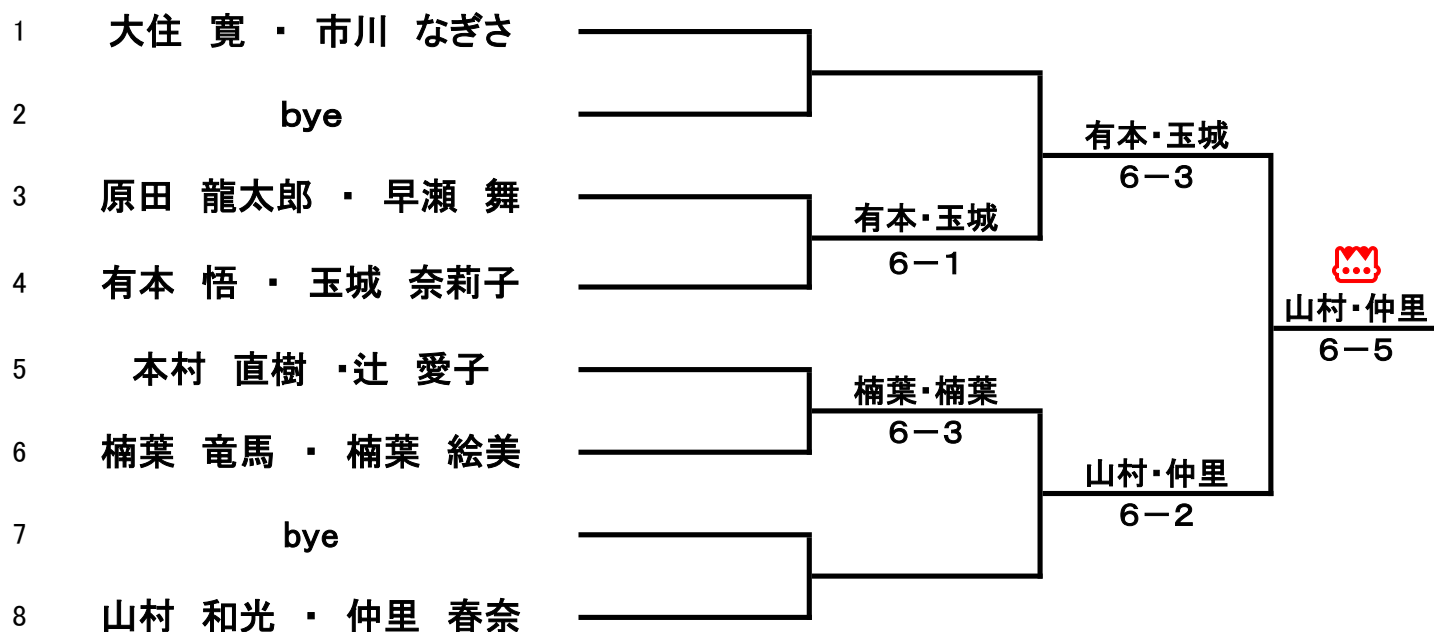 1 大住 寛 ・ 市川 なぎさ
2 bye
有本・玉城
6－3
3 原田 龍太郎 ・ 早瀬 舞
有本・玉城
6－1
4 有本 悟 ・ 玉城 奈莉子
山村・仲里
6－5
5 本村 直樹 ・辻 愛子
楠葉・楠葉
6－3
6 楠葉 竜馬 ・ 楠葉 絵美
山村・仲里
6－2
7 bye
8 山村 和光 ・ 仲里 春奈